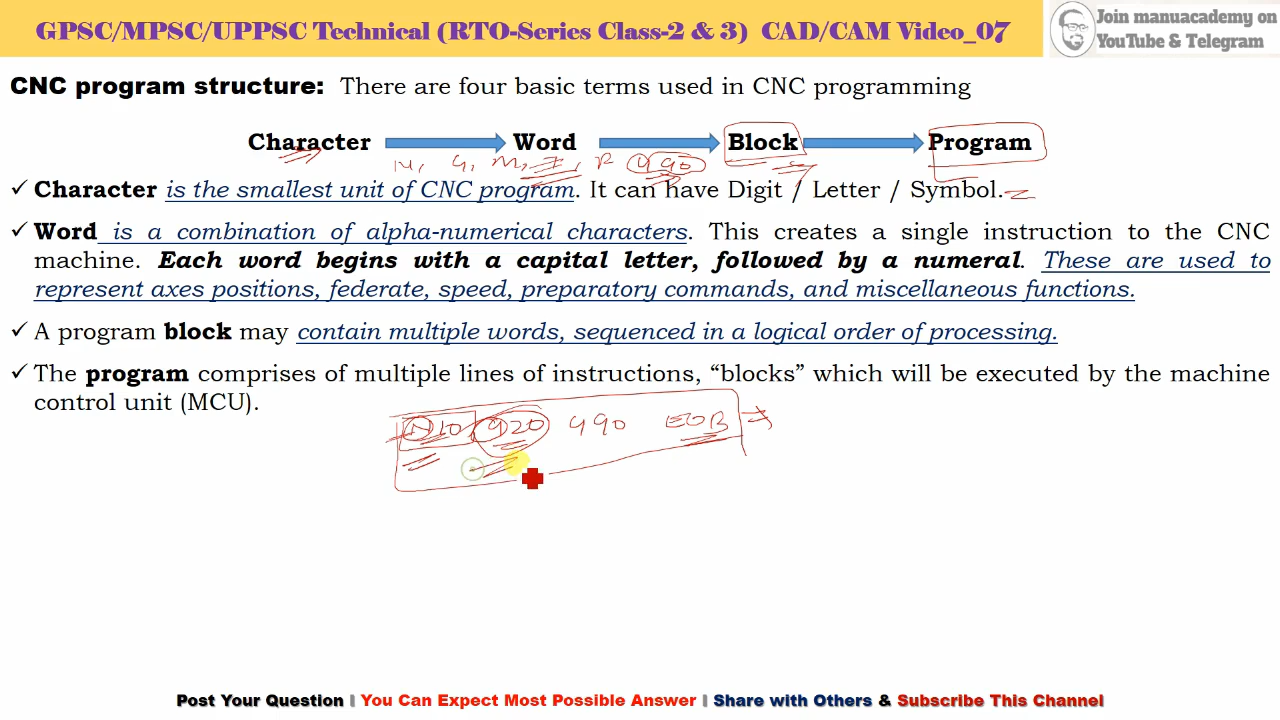 GPSC/MPSC/UPPSC Technical (RTO-Series Class-2 & 3) CAD/CAM Video_07
Join manuacademy on
YouTube & Telegram
CNC program structure: There are four basic terms used in CNC programming
Character Word Block Program
N, G, M, F, G90
✓ Character is the smallest unit of CNC program. It can have Digit / Letter / Symbol.
✓ Word is a combination of alpha-numerical characters. This creates a single instruction to the CNC
machine. Each word begins with a capital letter, followed by a numeral. These are used to
represent axes positions, federate, speed, preparatory commands, and miscellaneous functions.
✓ A program block may contain multiple words, sequenced in a logical order of processing.
✓ The program comprises of multiple lines of instructions, “blocks” which will be executed by the machine
control unit (MCU).
N10 G20 G90 EOB
Post Your Question | You Can Expect Most Possible Answer | Share with Others & Subscribe This Channel